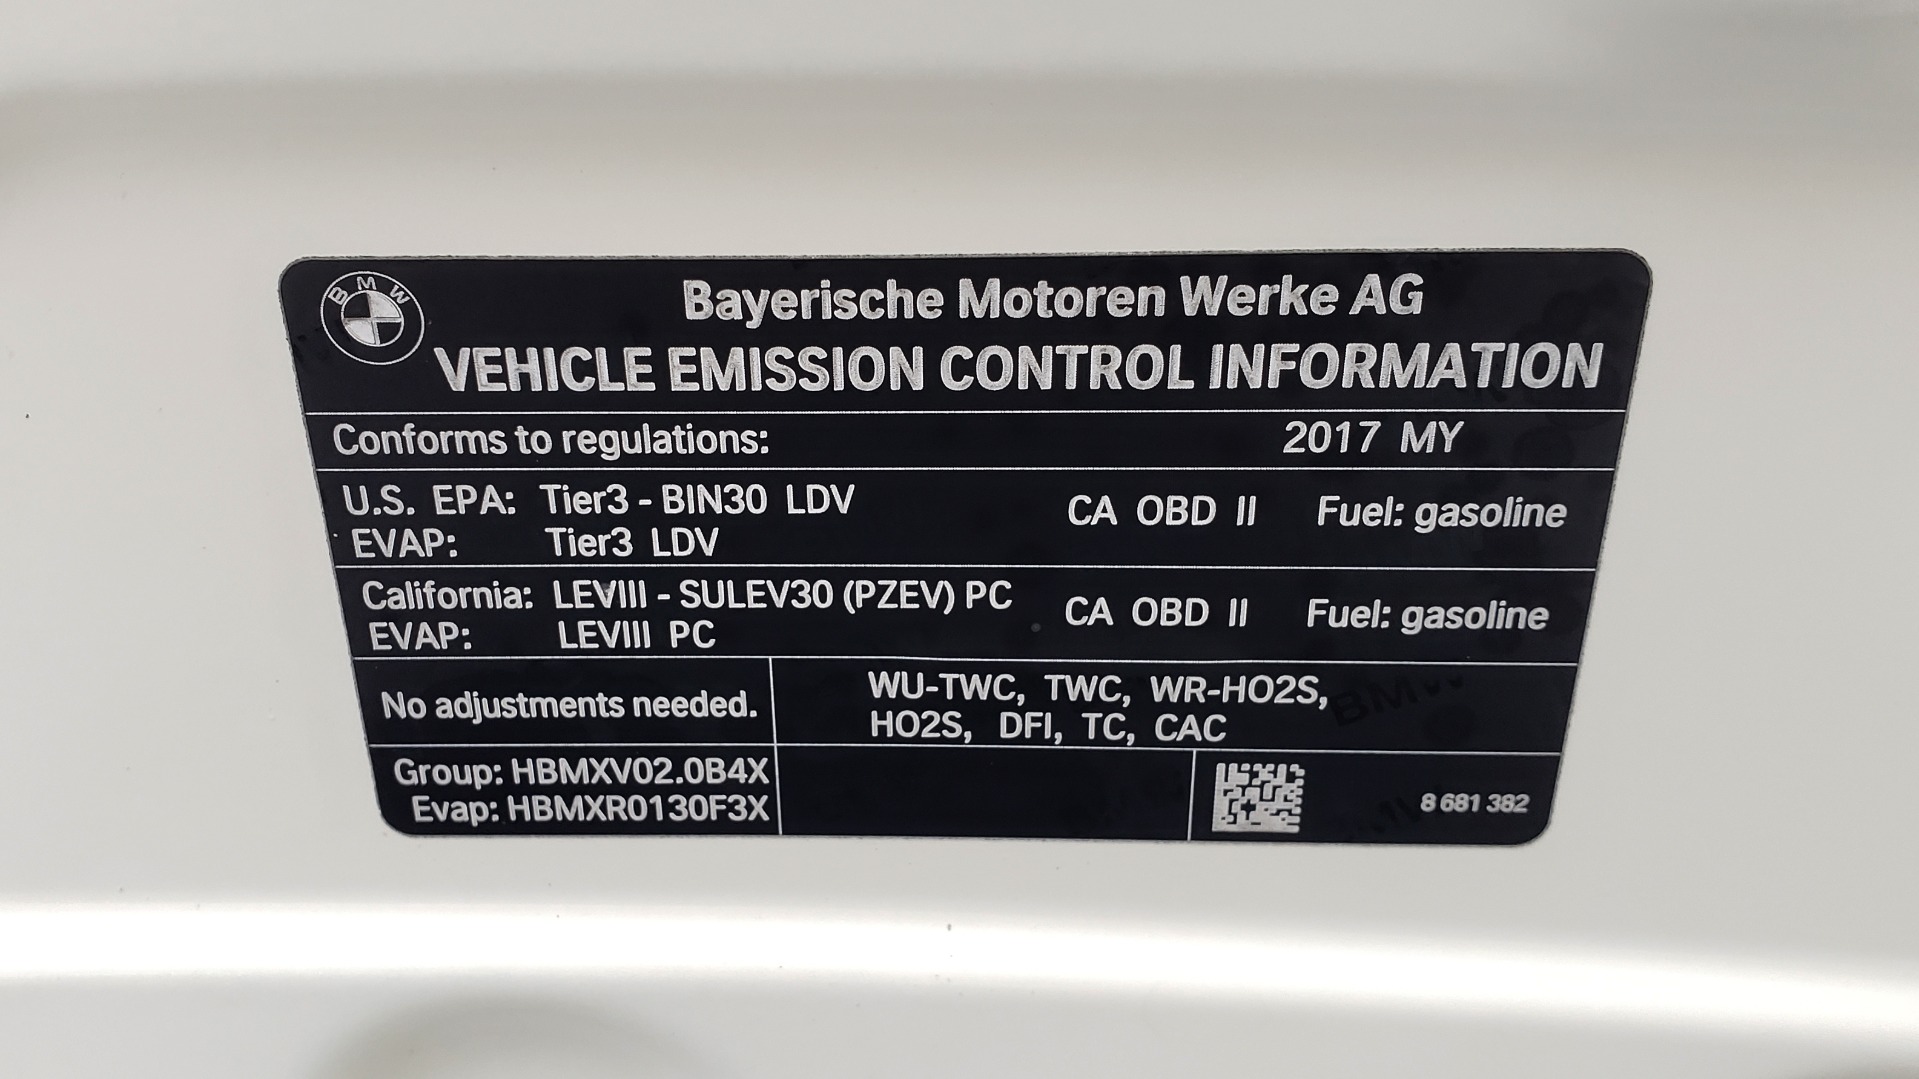 BMW
Bayerische Motoren Werke AG
VEHICLE EMISSION CONTROL INFORMATION
Conforms to regulations: 2017 MY
U.S. EPA: Tier3 - BIN30 LDV CA OBD II Fuel: gasoline
EVAP: Tier3 LDV
California: LEVIII - SULEV30 (PZEV) PC CA OBD II Fuel: gasoline
EVAP: LEVIII PC
No adjustments needed.
WU-TWC, TWC, WR-HO2S,
HO2S, DFI, TC, CAC
Group: HBMXV02.0B4X
Evap: HBMXR0130F3X
8 681 382